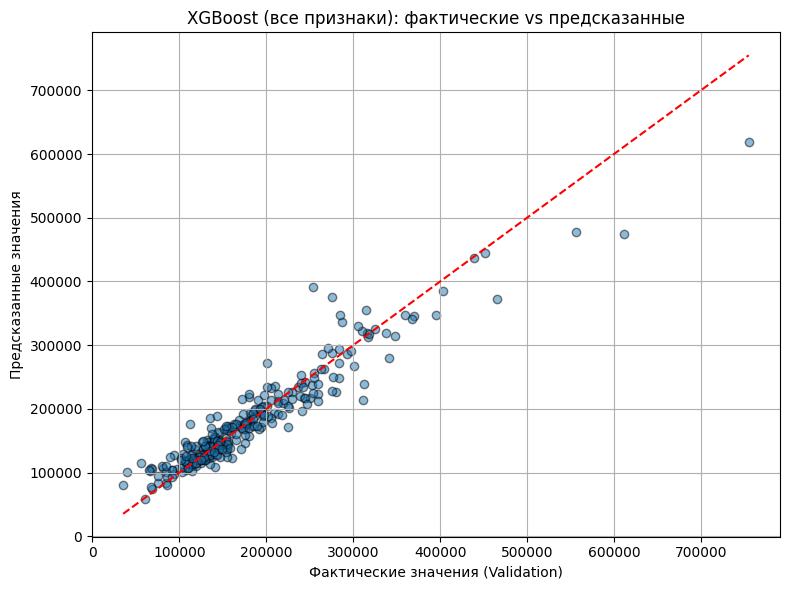 XGBoost (все признаки): фактические vs предсказанные
Предсказанные значения
700000
600000
500000
400000
300000
200000
100000
0
0 100000 200000 300000 400000 500000 600000 700000
Фактические значения (Validation)